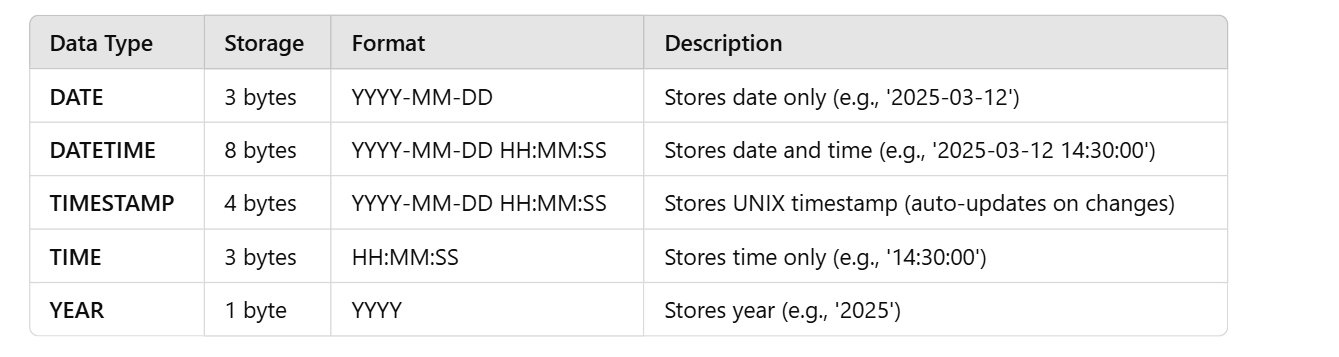 Data Type Storage Format Description
DATE 3 bytes YYYY-MM-DD Stores date only (e.g., '2025-03-12')
DATETIME 8 bytes YYYY-MM-DD HH:MM:SS Stores date and time (e.g., '2025-03-12 14:30:00')
TIMESTAMP 4 bytes YYYY-MM-DD HH:MM:SS Stores UNIX timestamp (auto-updates on changes)
TIME 3 bytes HH:MM:SS Stores time only (e.g., '14:30:00')
YEAR 1 byte YYYY Stores year (e.g., '2025')